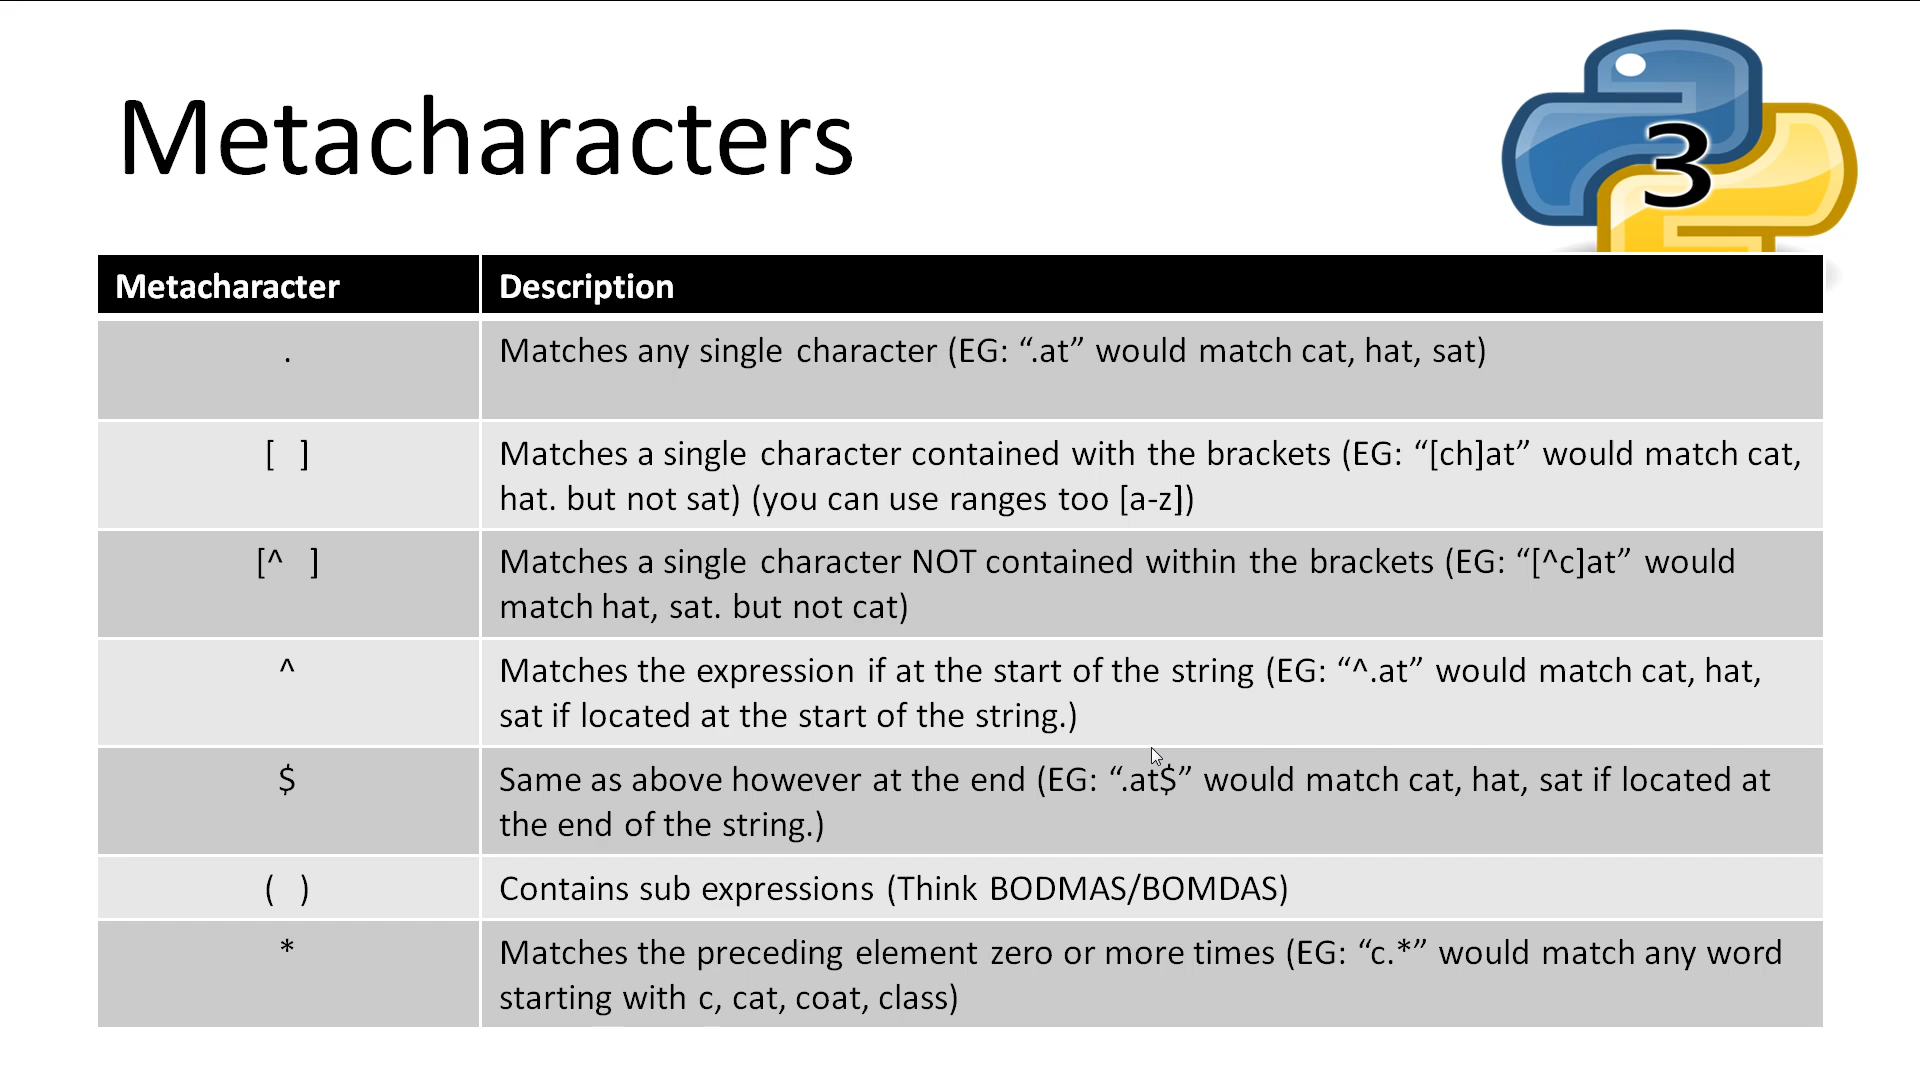 Metacharacters
3
Metacharacter Description
. Matches any single character (EG: “.at” would match cat, hat, sat)
[ ] Matches a single character contained with the brackets (EG: “[ch]at” would match cat,
hat. but not sat) (you can use ranges too [a-z])
[^ ] Matches a single character NOT contained within the brackets (EG: “[^c]at” would
match hat, sat. but not cat)
^ Matches the expression if at the start of the string (EG: “^.at” would match cat, hat,
sat if located at the start of the string.)
$ Same as above however at the end (EG: “.at$” would match cat, hat, sat if located at
the end of the string.)
( ) Contains sub expressions (Think BODMAS/BOMDAS)
* Matches the preceding element zero or more times (EG: “c.*” would match any word
starting with c, cat, coat, class)